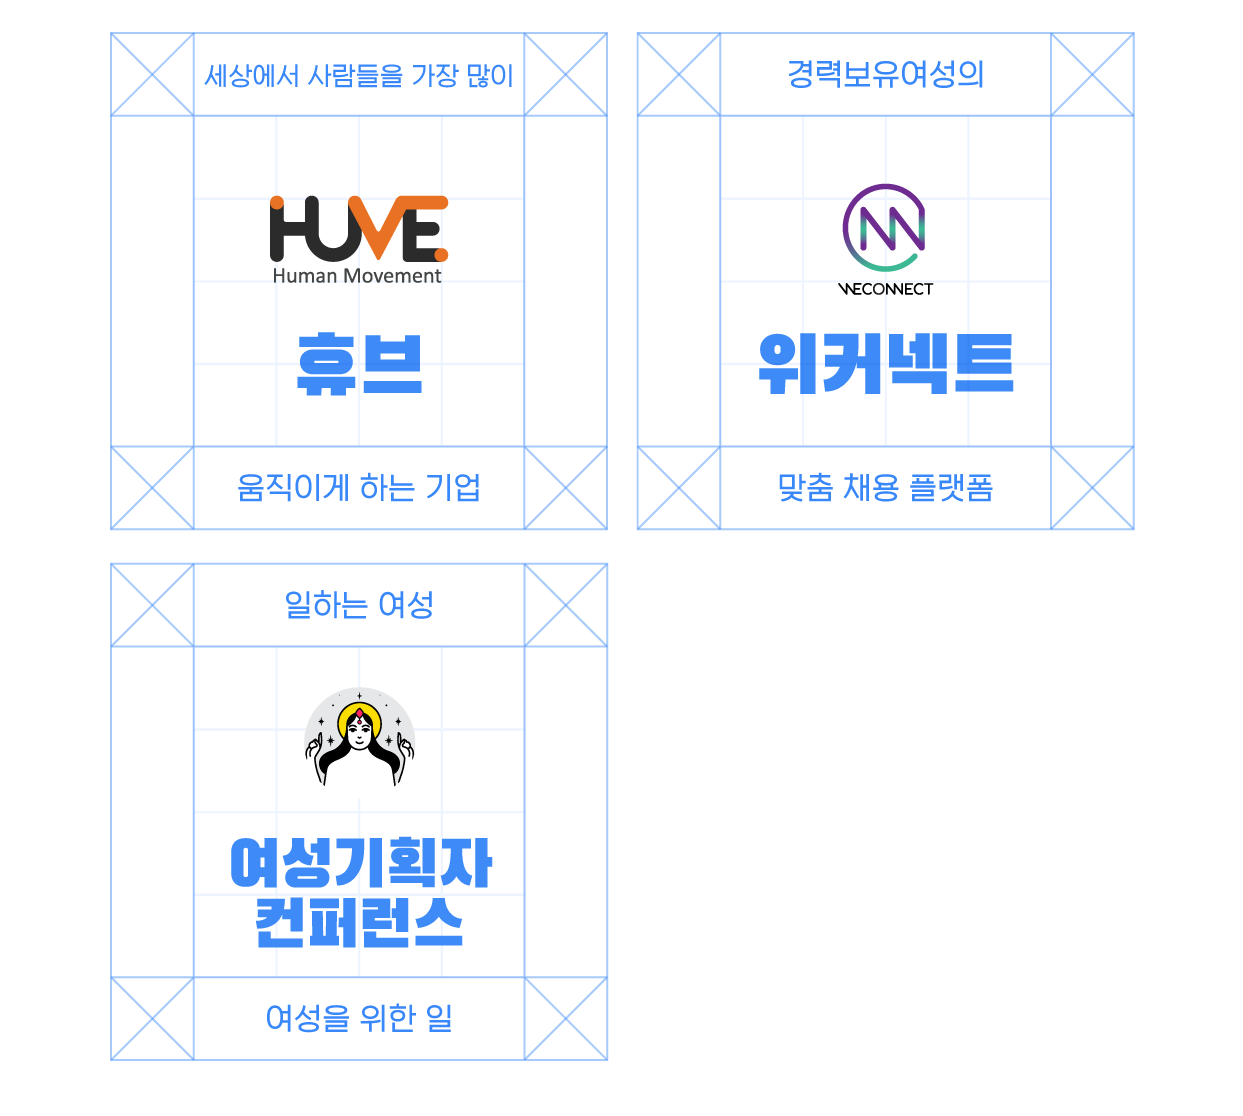 세상에서 사람들을 가장 많이
HUVE
Human Movement
휴브
움직이게 하는 기업
경력보유여성의
WECONNECT
위커넥트
맞춤 채용 플랫폼
일하는 여성
여성기획자
컨퍼런스
여성을 위한 일